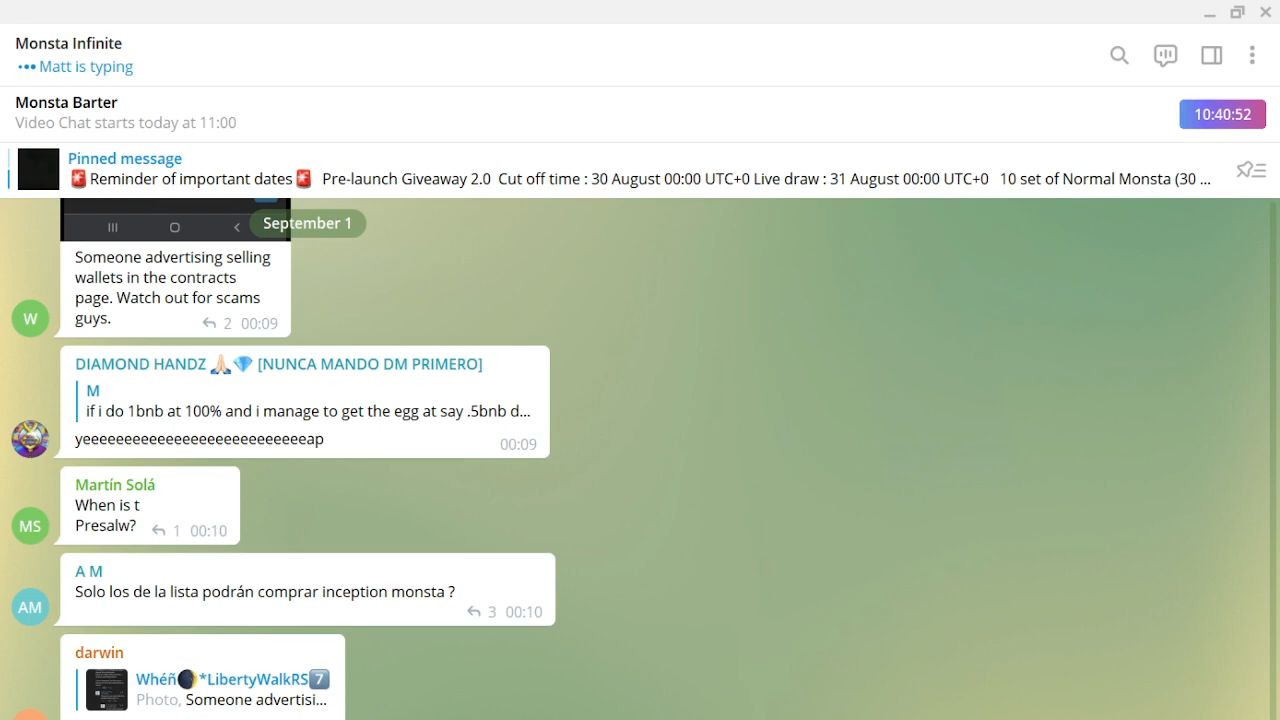 Monsta Infinite
Matt is typing
Monsta Barter
Video Chat starts today at 11:00
10:40:52
Pinned message
🚨Reminder of important dates🚨 Pre-launch Giveaway 2.0 Cut off time : 30 August 00:00 UTC+0 Live draw : 31 August 00:00 UTC+0 10 set of Normal Monsta (30 ...
September 1
Someone advertising selling
wallets in the contracts
page. Watch out for scams
guys.
2 00:09
W
DIAMOND HANDZ 🙏🏻💎 [NUNCA MANDO DM PRIMERO]
M
if i do 1bnb at 100% and i manage to get the egg at say .5bnb d...
yeeeeeeeeeeeeeeeeeeeeeeeeeeap
00:09
Martín Solá
When is t
Presalw?
1 00:10
MS
A M
Solo los de la lista podrán comprar inception monsta ?
3 00:10
AM
darwin
Whéñ🌒*LibertyWalkRS7️⃣
Photo, Someone advertisi...